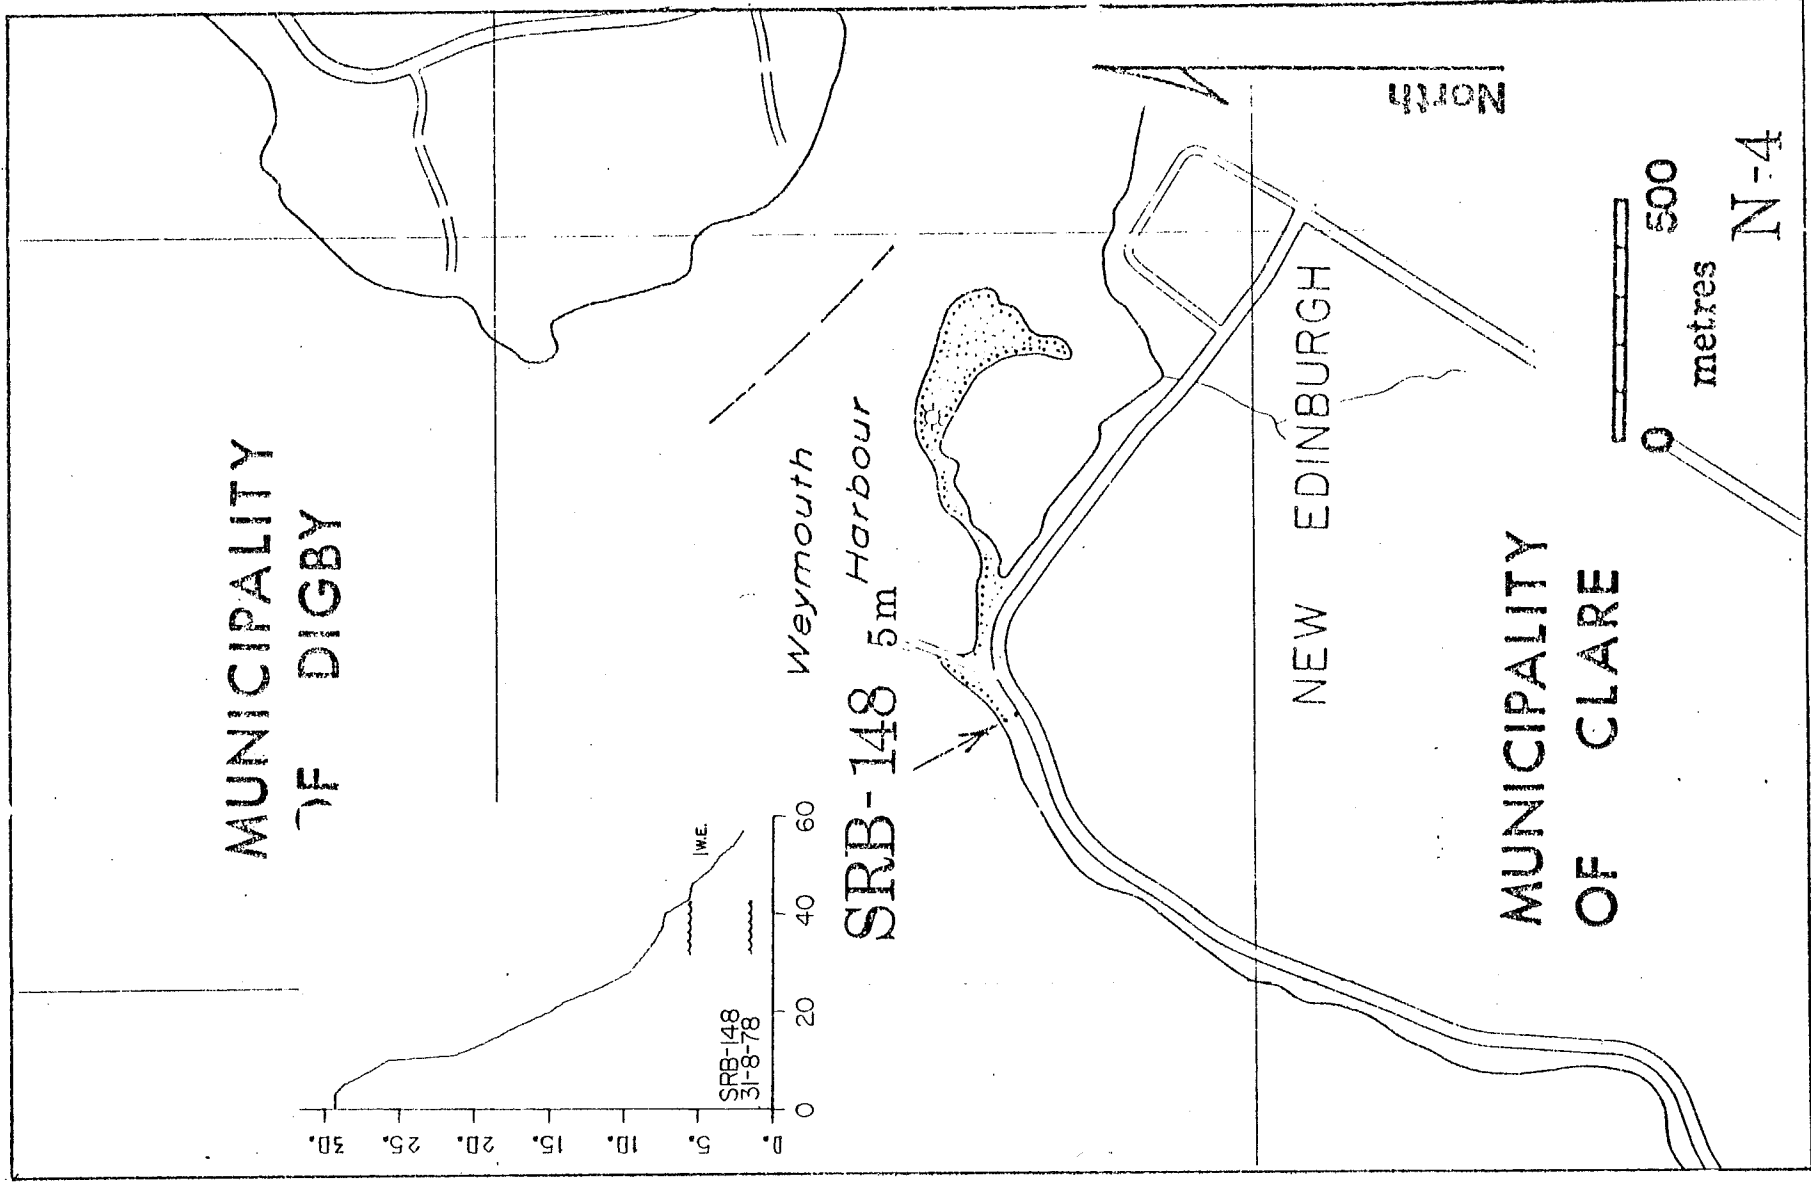 MUNICIPALITY
OF DIGBY
Weymouth
Harbour
SRB-148 5m
North
NEW EDINBURGH
MUNICIPALITY
OF CLARE
0 500
metres
N-4
30.
25.
20.
15.
10.
5.
0.
0 20 40 60
SRB-148
31-8-78
W.E.